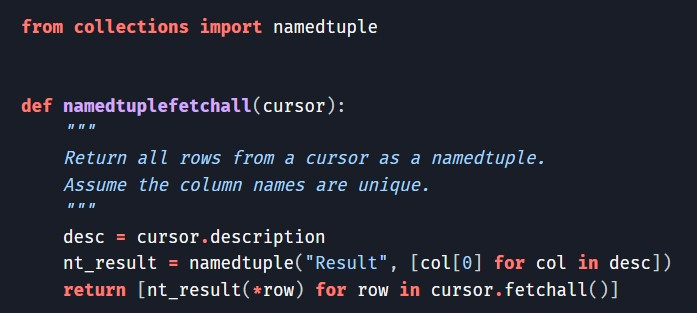 from collections import namedtuple
def namedtuplefetchall(cursor):
    """
    Return all rows from a cursor as a namedtuple.
    Assume the column names are unique.
    """
    desc = cursor.description
    nt_result = namedtuple("Result", [col[0] for col in desc])
    return [nt_result(*row) for row in cursor.fetchall()]